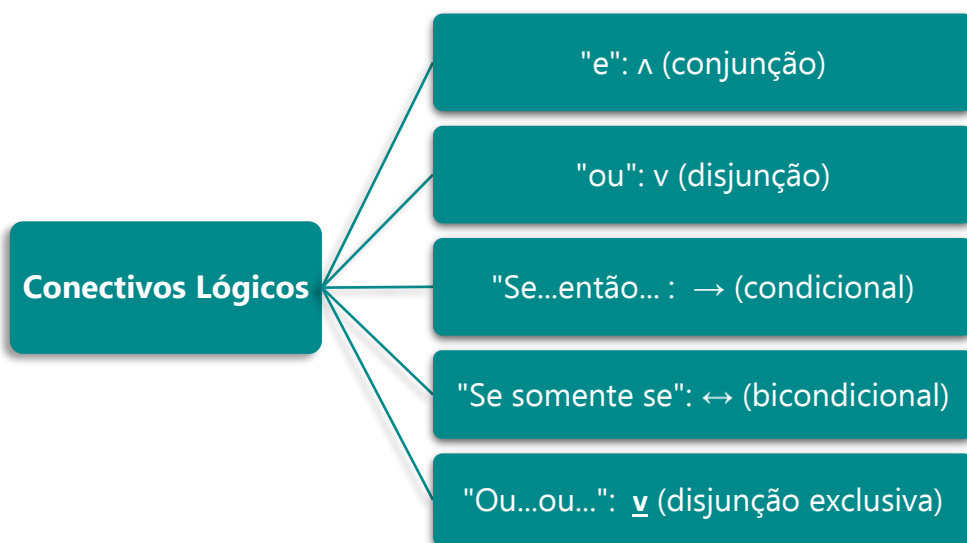 "e": ʌ (conjunção)
"ou": v (disjunção)
Conectivos Lógicos
"Se...então... : → (condicional)
"Se somente se": ↔ (bicondicional)
"Ou...ou...": v (disjunção exclusiva)